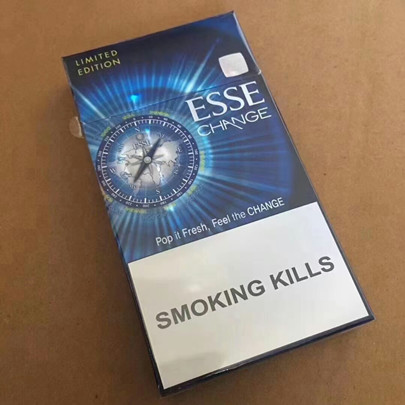 LIMITED
EDITION
ESSE
CHANGE
Pop it Fresh, Feel the CHANGE
SMOKING KILLS